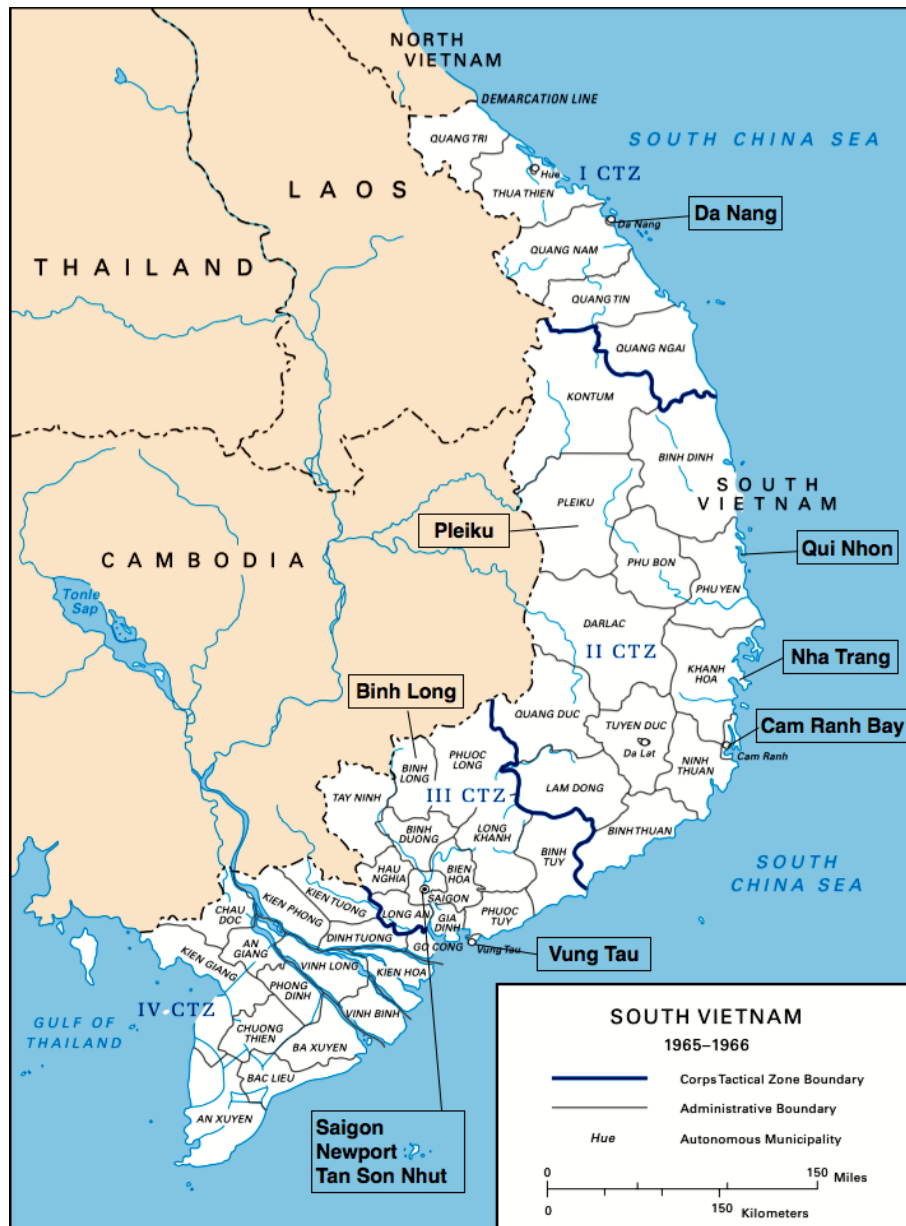 NORTH
VIETNAM
DEMARCATION LINE
SOUTH CHINA SEA
QUANG TRI
Hue
I CTZ
THUA THIEN
LAOS
Da Nang
Da Nang
THAILAND
QUANG NAM
QUANG TIN
QUANG NGAI
KONTUM
BINH DINH
SOUTH
VIETNAM
PLEIKU
Pleiku
CAMBODIA
Qui Nhon
PHU BON
PHU YEN
Tonle
Sap
DARLAC
II CTZ
Nha Trang
KHANH
HOA
Binh Long
QUANG DUC
TUYEN DUC
Cam Ranh Bay
Da Lat
Cam Ranh
NINH
THUAN
PHUOC
LONG
BINH
LONG
TAY NINH
III CTZ
LAM DONG
BINH
DUONG
LONG
KHANH
BINH THUAN
BINH
TUY
HAU
NGHIA
BIEN
HOA
SAIGON
SOUTH
CHINA SEA
KIEN TUONG
KIEN PHONG
CHAU
DOC
LONG AN
GIA
DINH
PHUOC
TUY
DINH TUONG
GO CONG
Vung Tau
Vung Tau
AN
GIANG
KIEN GIANG
VINH LONG
KIEN HOA
PHONG
DINH
VINH BINH
IV CTZ
GULF OF
THAILAND
CHUONG
THIEN
BA XUYEN
BAC LIEU
AN XUYEN
Saigon
Newport
Tan Son Nhut
SOUTH VIETNAM
1965–1966
Corps Tactical Zone Boundary
Administrative Boundary
Hue Autonomous Municipality
0 150 Miles
0 150 Kilometers